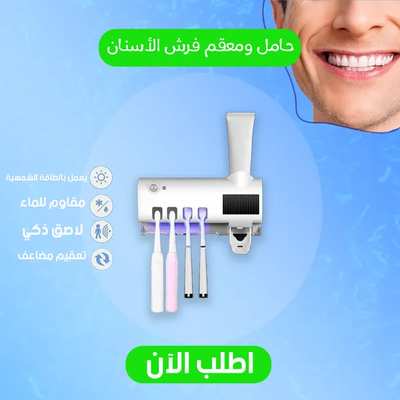 حامل ومعقم فرش الأسنان
يعمل بالطاقة الشمسية
مقاوم للماء
لاصق ذكي
تعقيم مضاعف
اطلب الآن